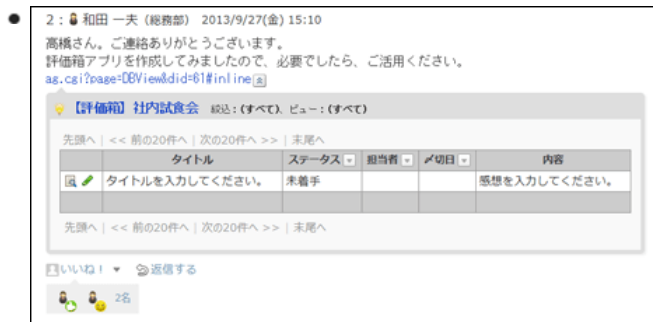 2 : 和田 一夫 (総務部) 2013/9/27(金) 15:10
高橋さん。ご連絡ありがとうございます。
評価箱アプリを作成してみましたので、必要でしたら、ご活用ください。
ag.cgi?page=DBView&did=61#inline
【評価箱】社内試食会 絞込：(すべて)、ビュー：(すべて)
先頭へ | << 前の20件へ | 次の20件へ >> | 末尾へ
タイトル ステータス 担当者 〆切日 内容
タイトルを入力してください。 未着手 感想を入力してください。
先頭へ | << 前の20件へ | 次の20件へ >> | 末尾へ
いいね！ ▼ 返信する
2名